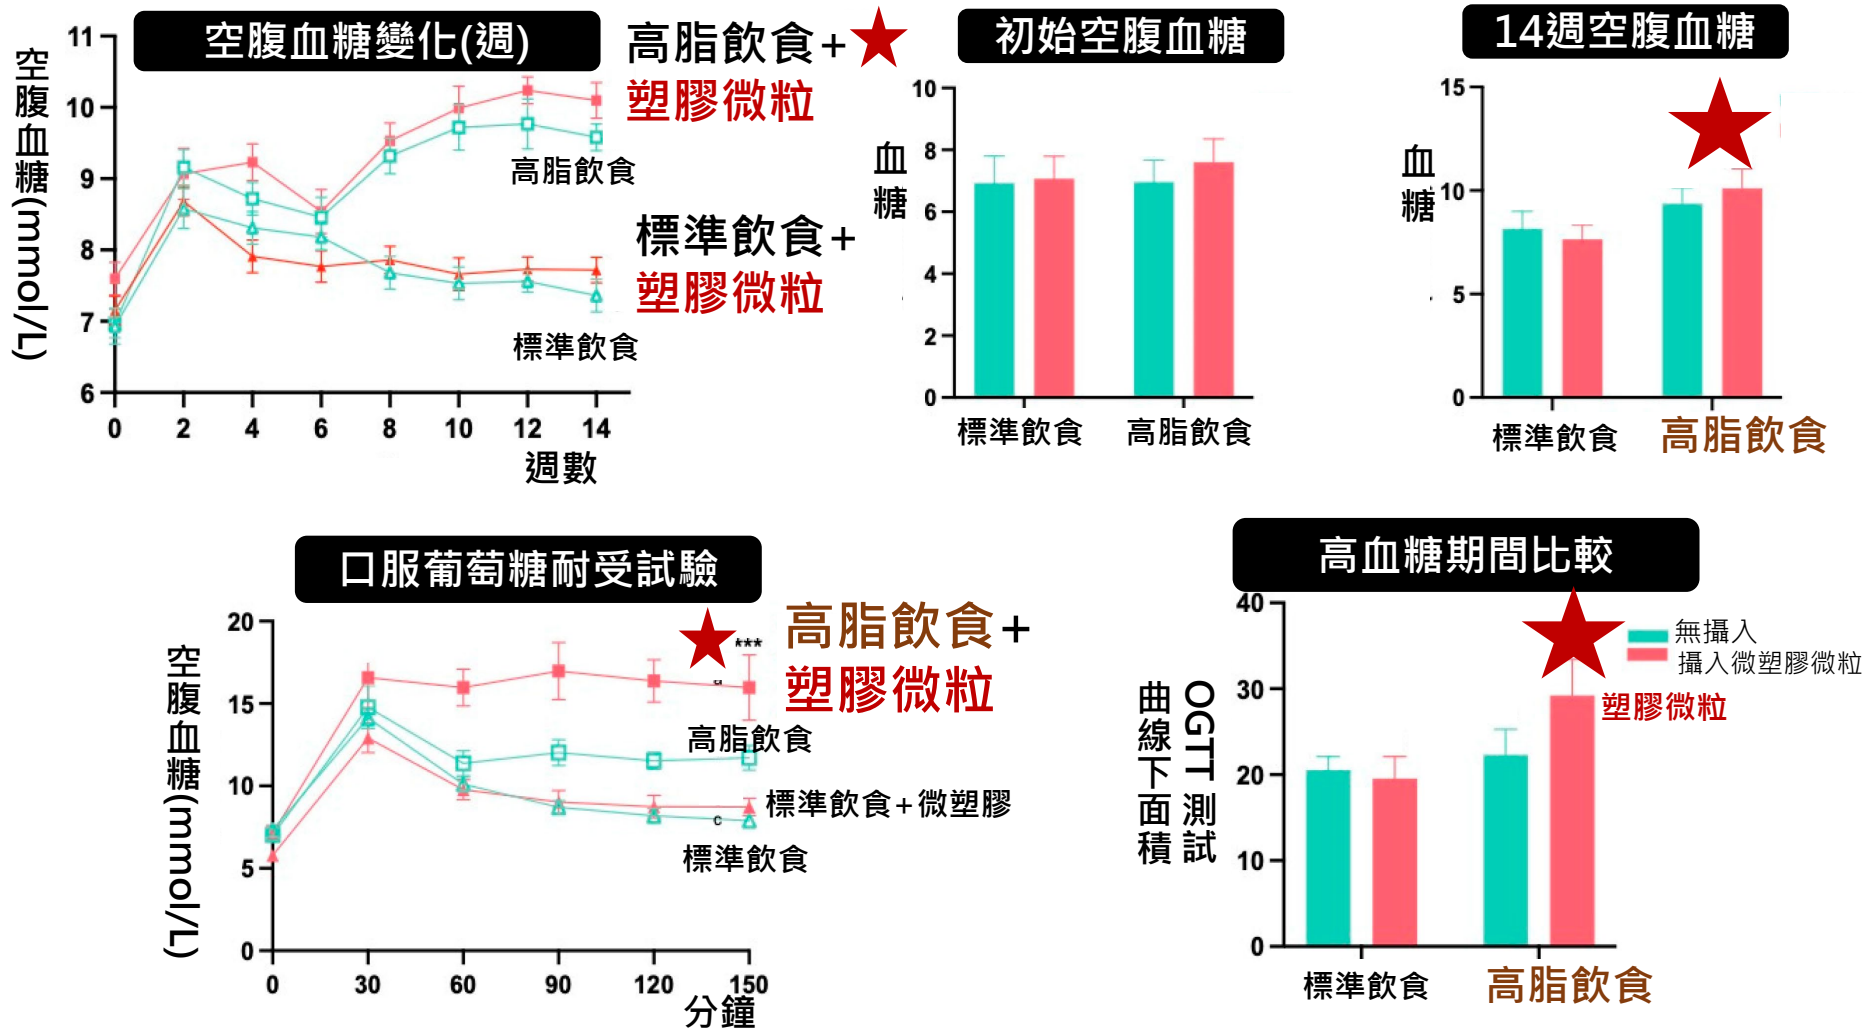 空腹血糖變化(週)
空腹血糖(mmol/L)
11
10
9
8
7
6
0 2 4 6 8 10 12 14
週數
高脂飲食+
塑膠微粒
高脂飲食
標準飲食+
塑膠微粒
標準飲食
初始空腹血糖
血糖
10
8
6
4
2
0
標準飲食 高脂飲食
14週空腹血糖
血糖
15
10
5
0
標準飲食 高脂飲食
口服葡萄糖耐受試驗
空腹血糖(mmol/L)
20
15
10
5
0
0 30 60 90 120 150
分鐘
***
高脂飲食+
塑膠微粒
高脂飲食
標準飲食+微塑膠
c
標準飲食
高血糖期間比較
OGTT 測試
曲線下面積
40
30
20
10
0
無攝入
攝入微塑膠微粒
塑膠微粒
標準飲食 高脂飲食